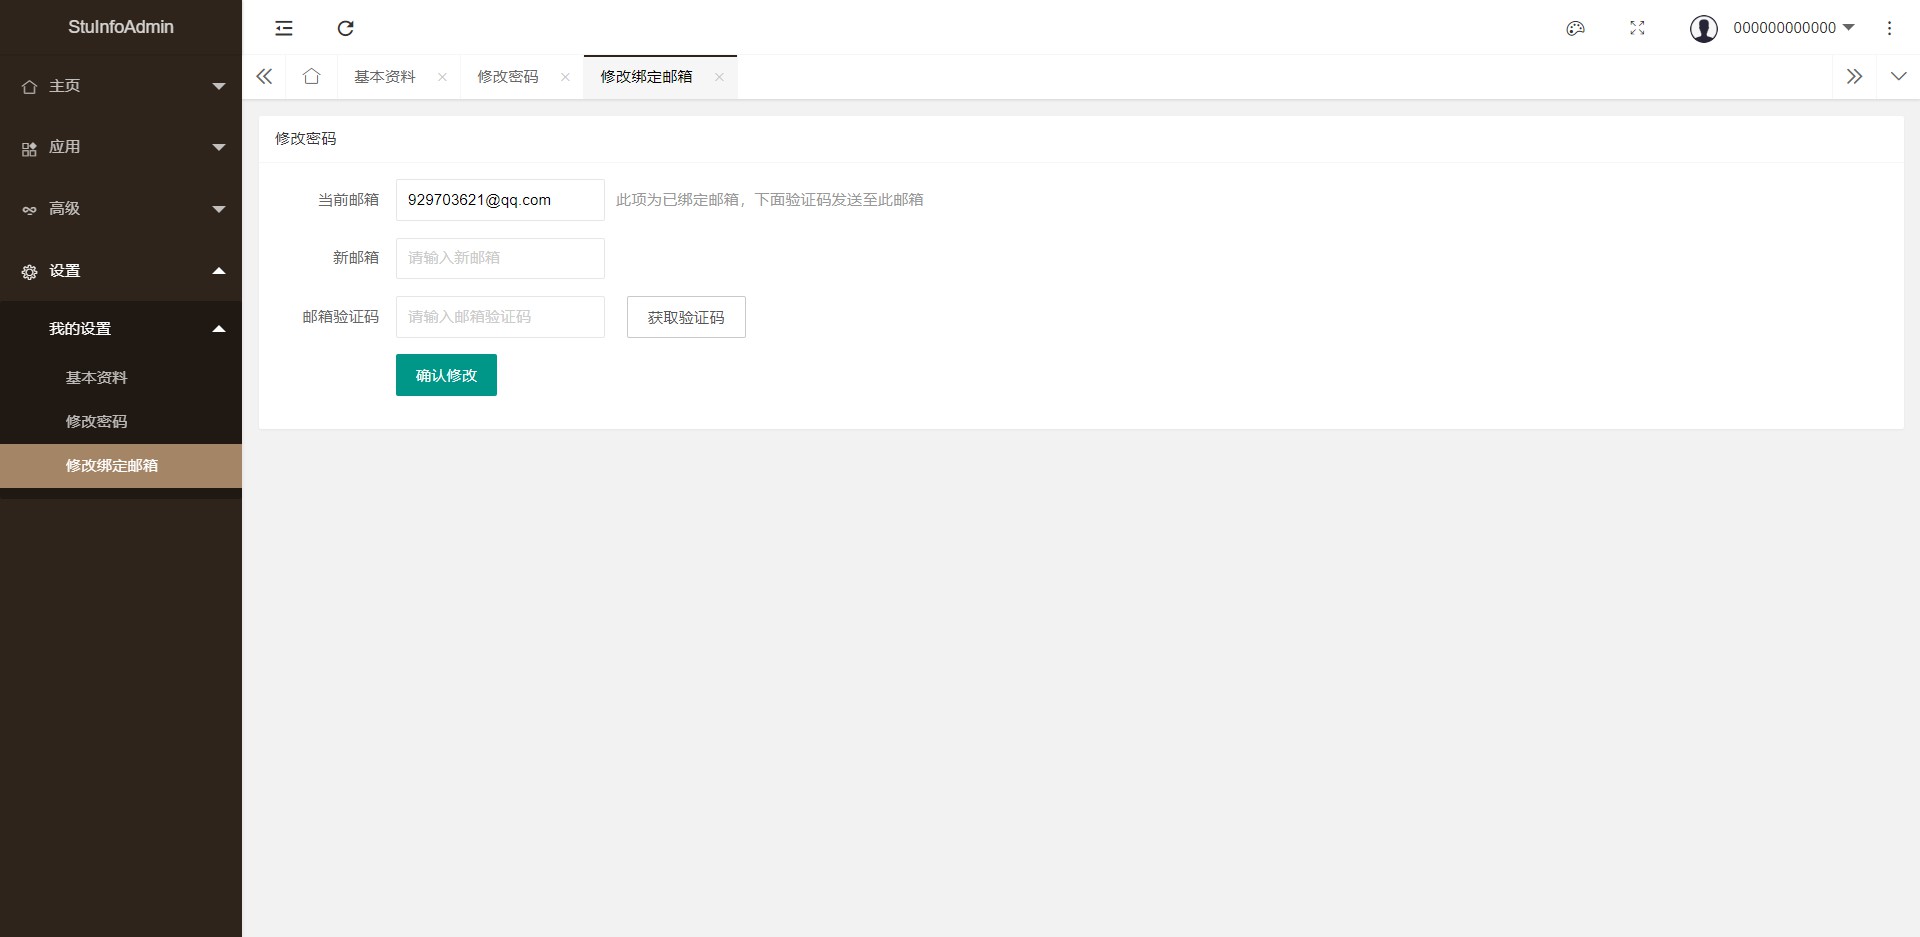 StuInfoAdmin
000000000000
主页
应用
高级
设置
我的设置
基本资料
修改密码
修改绑定邮箱
基本资料
修改密码
修改绑定邮箱
修改密码
当前邮箱 929703621@qq.com 此项为已绑定邮箱，下面验证码发送至此邮箱
新邮箱 请输入新邮箱
邮箱验证码 请输入邮箱验证码 获取验证码
确认修改